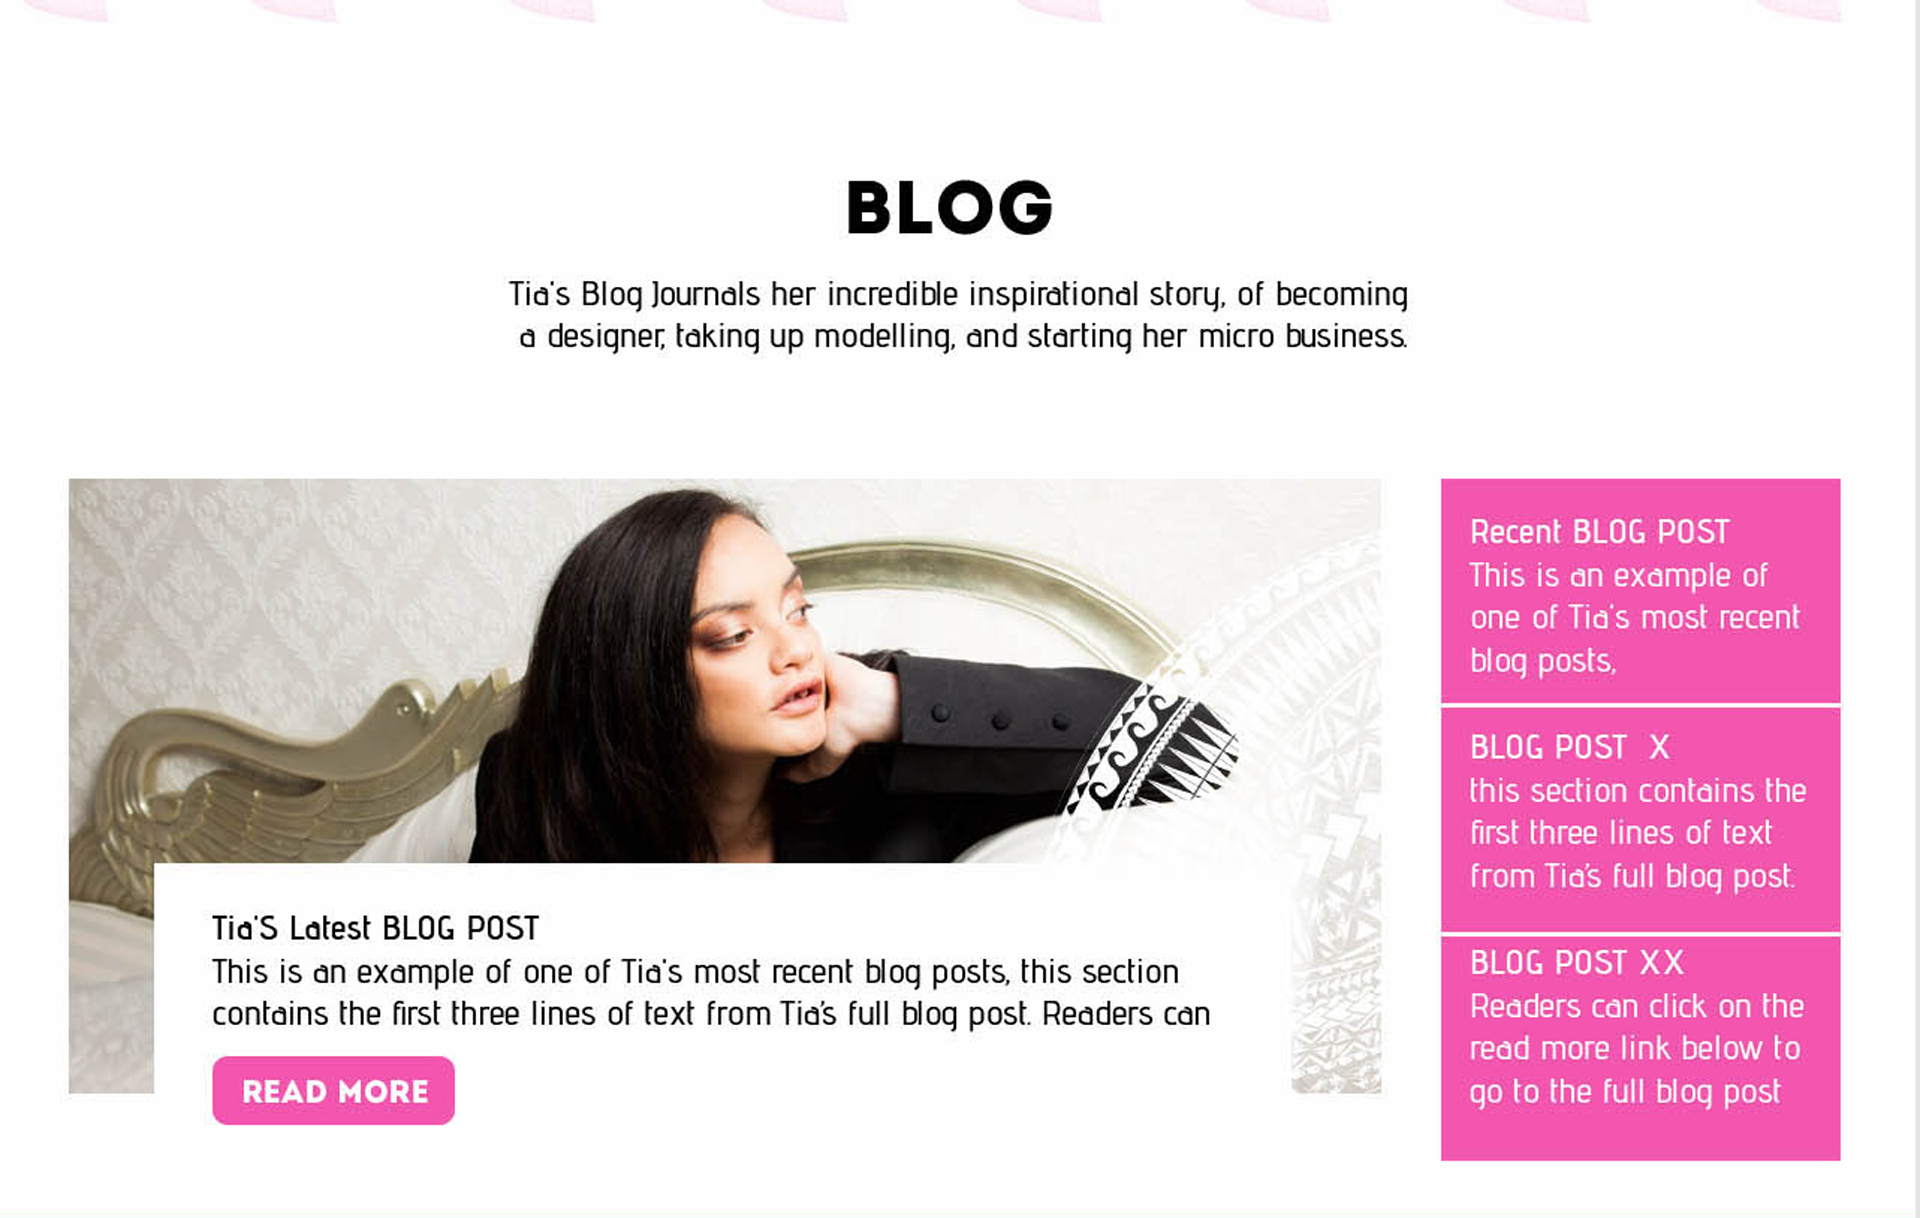 BLOG
Tia's Blog Journals her incredible inspirational story, of becoming
a designer, taking up modelling, and starting her micro business.
Tia'S Latest BLOG POST
This is an example of one of Tia's most recent blog posts, this section
contains the first three lines of text from Tia's full blog post. Readers can
READ MORE
Recent BLOG POST
This is an example of
one of Tia's most recent
blog posts,
BLOG POST X
this section contains the
first three lines of text
from Tia's full blog post.
BLOG POST XX
Readers can click on the
read more link below to
go to the full blog post